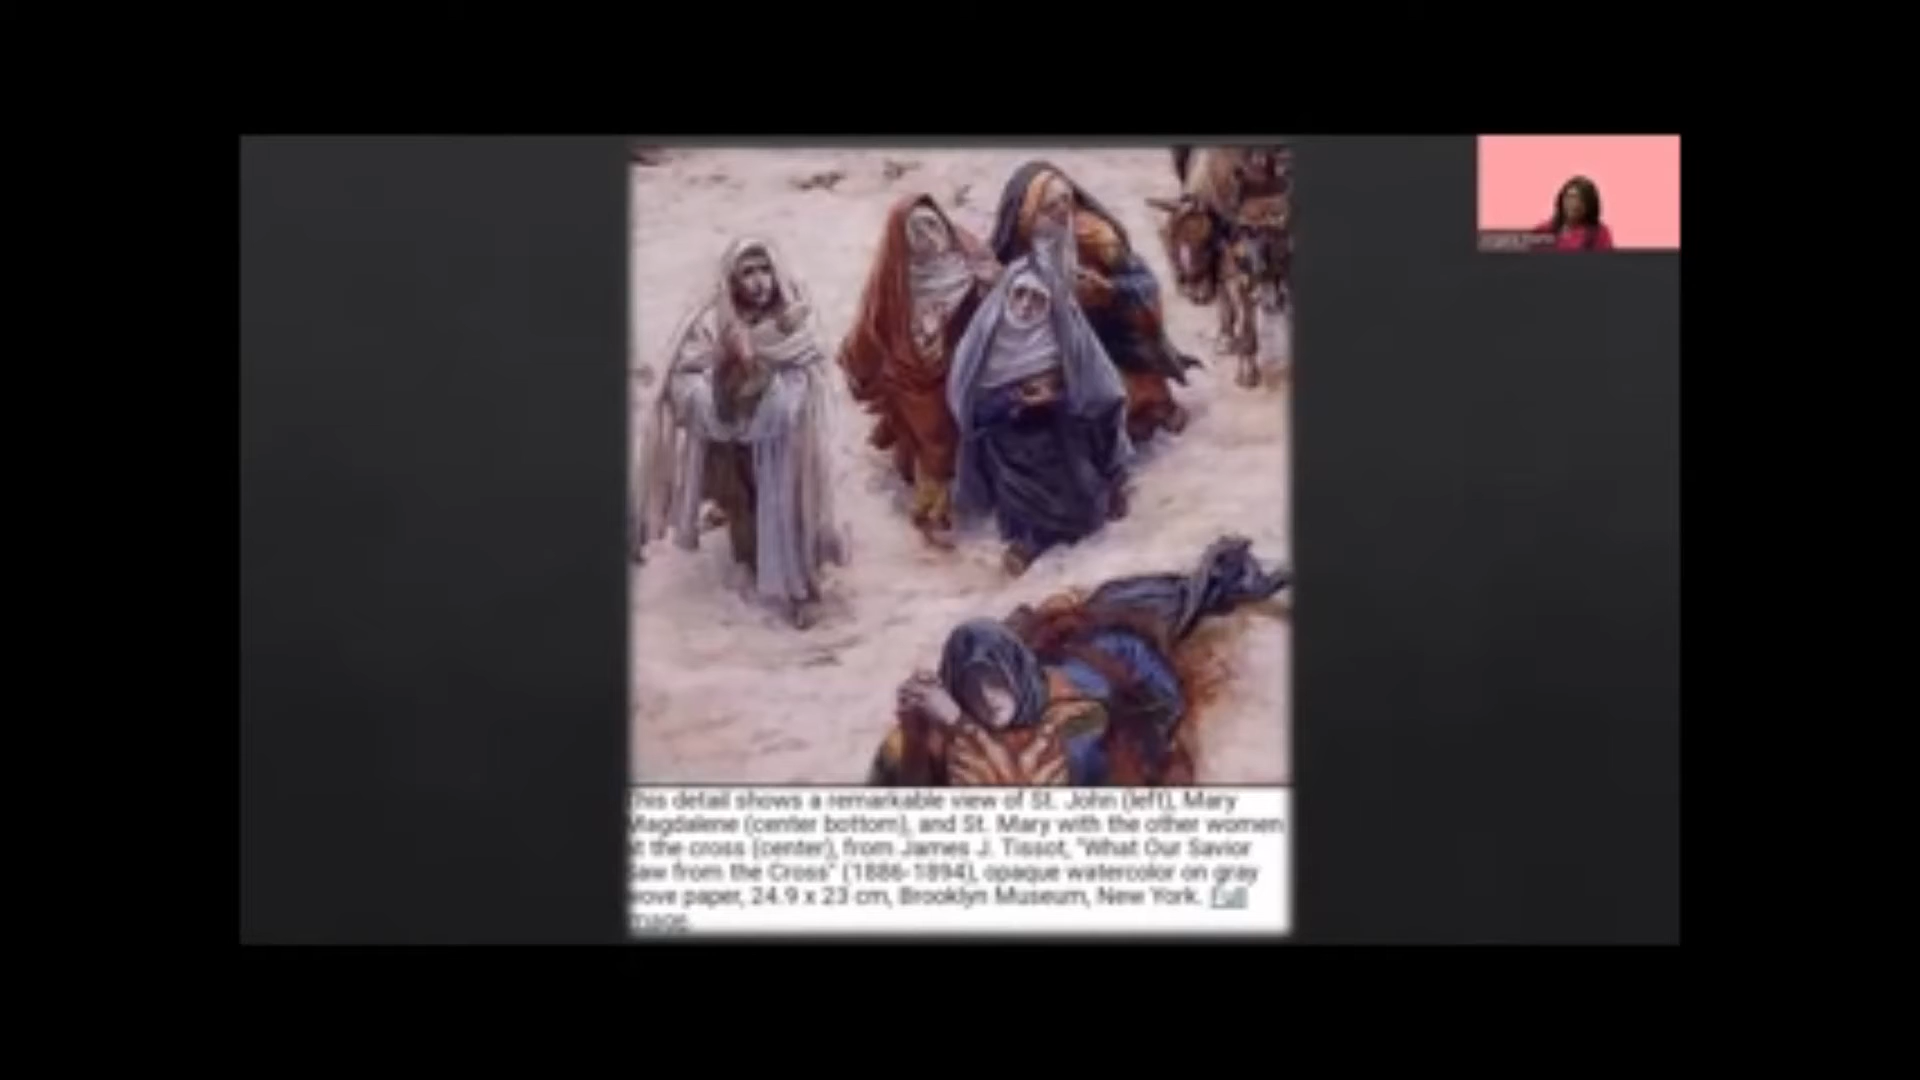 This detail shows a remarkable view of St. John (left), Mary
Magdalene (center bottom), and St. Mary with the other women
at the cross (center), from James J. Tissot, "What Our Savior
Saw from the Cross" (1886-1894), opaque watercolor on gray
wove paper, 24.9 x 23 cm, Brooklyn Museum, New York. Full
image.